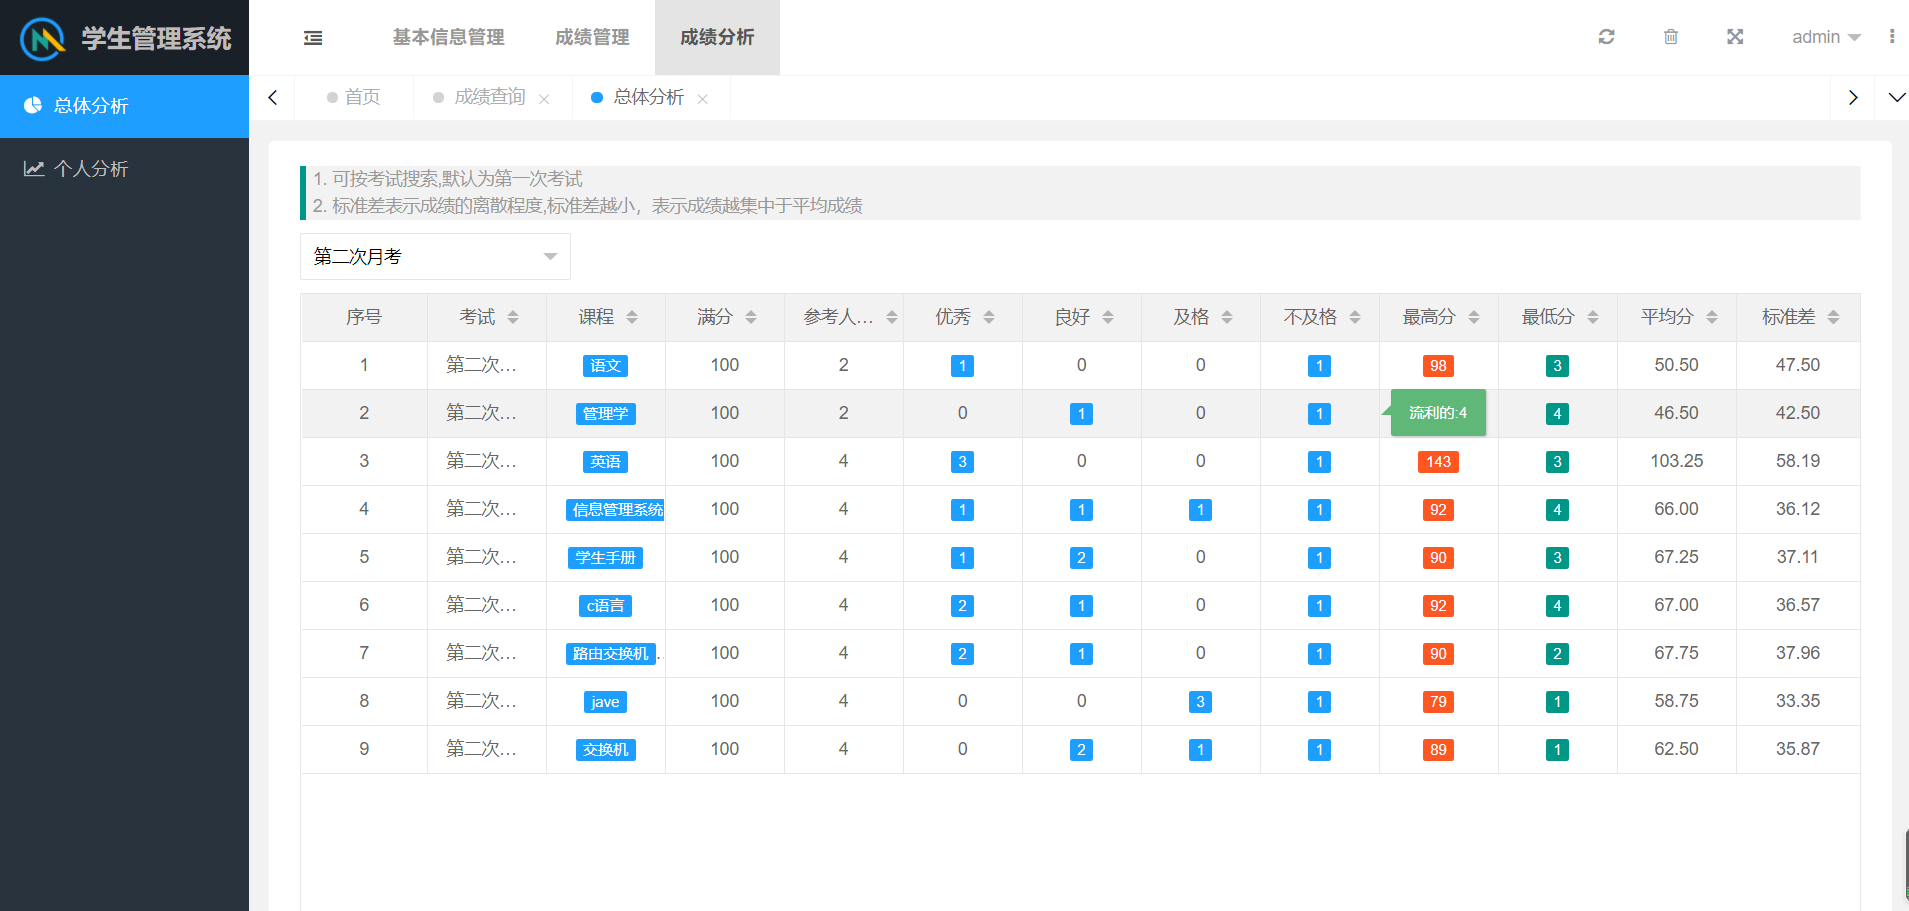 学生管理系统
基本信息管理 成绩管理 成绩分析
admin
总体分析
个人分析
首页 成绩查询 总体分析
1. 可按考试搜索,默认为第一次考试
2. 标准差表示成绩的离散程度,标准差越小，表示成绩越集中于平均成绩
第二次月考
序号 考试 课程 满分 参考人... 优秀 良好 及格 不及格 最高分 最低分 平均分 标准差
1 第二次... 语文 100 2 1 0 0 1 98 3 50.50 47.50
2 第二次... 管理学 100 2 0 1 0 1 流利的:4 4 46.50 42.50
3 第二次... 英语 100 4 3 0 0 1 143 3 103.25 58.19
4 第二次... 信息管理系统 100 4 1 1 1 1 92 4 66.00 36.12
5 第二次... 学生手册 100 4 1 2 0 1 90 3 67.25 37.11
6 第二次... c语言 100 4 2 1 0 1 92 4 67.00 36.57
7 第二次... 路由交换机.. 100 4 2 1 0 1 90 2 67.75 37.96
8 第二次... jave 100 4 0 0 3 1 79 1 58.75 33.35
9 第二次... 交换机 100 4 0 2 1 1 89 1 62.50 35.87